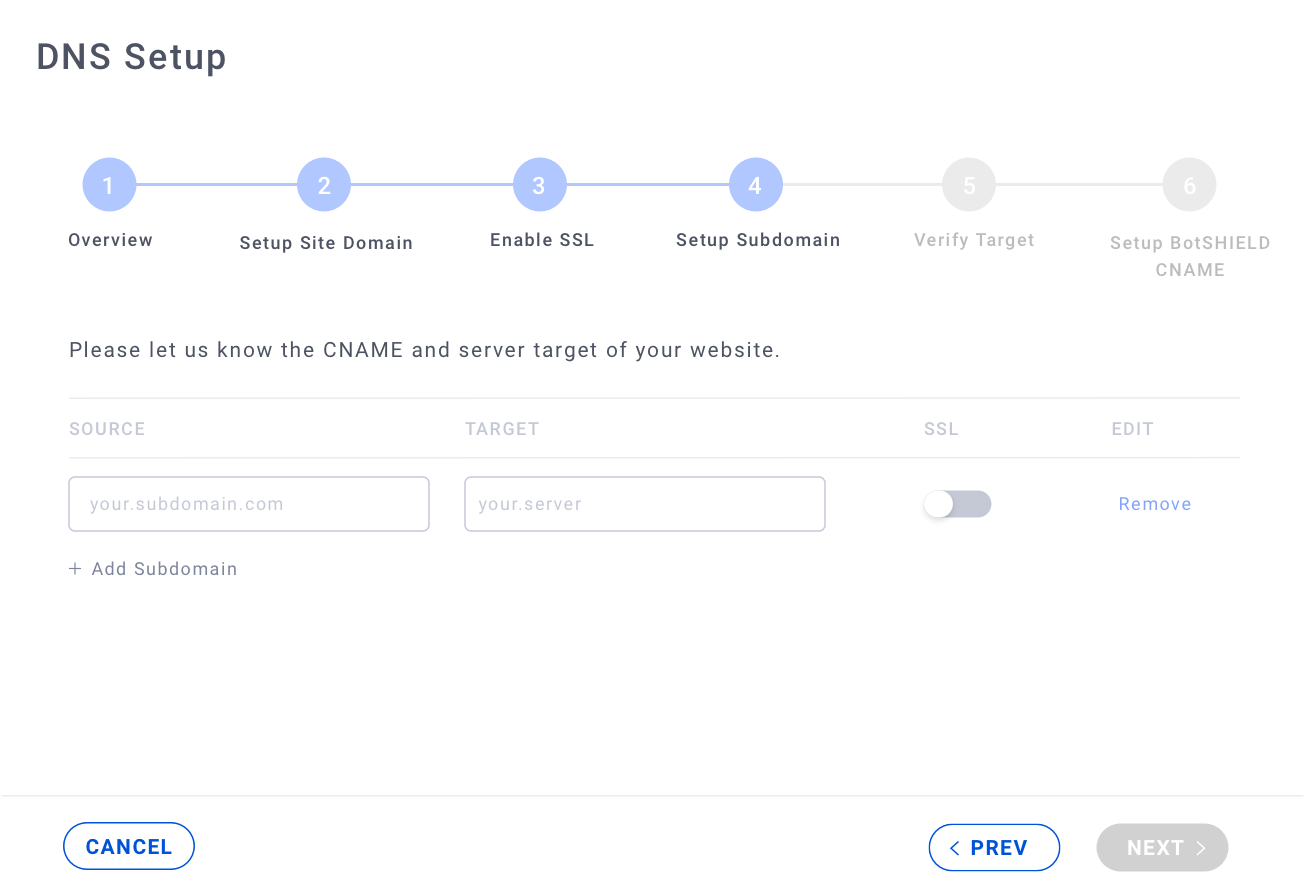 DNS Setup
1 2 3 4 5 6
Overview Setup Site Domain Enable SSL Setup Subdomain Verify Target Setup BotSHIELD
CNAME
Please let us know the CNAME and server target of your website.
SOURCE TARGET SSL EDIT
your.subdomain.com your.server Remove
+ Add Subdomain
CANCEL < PREV NEXT >